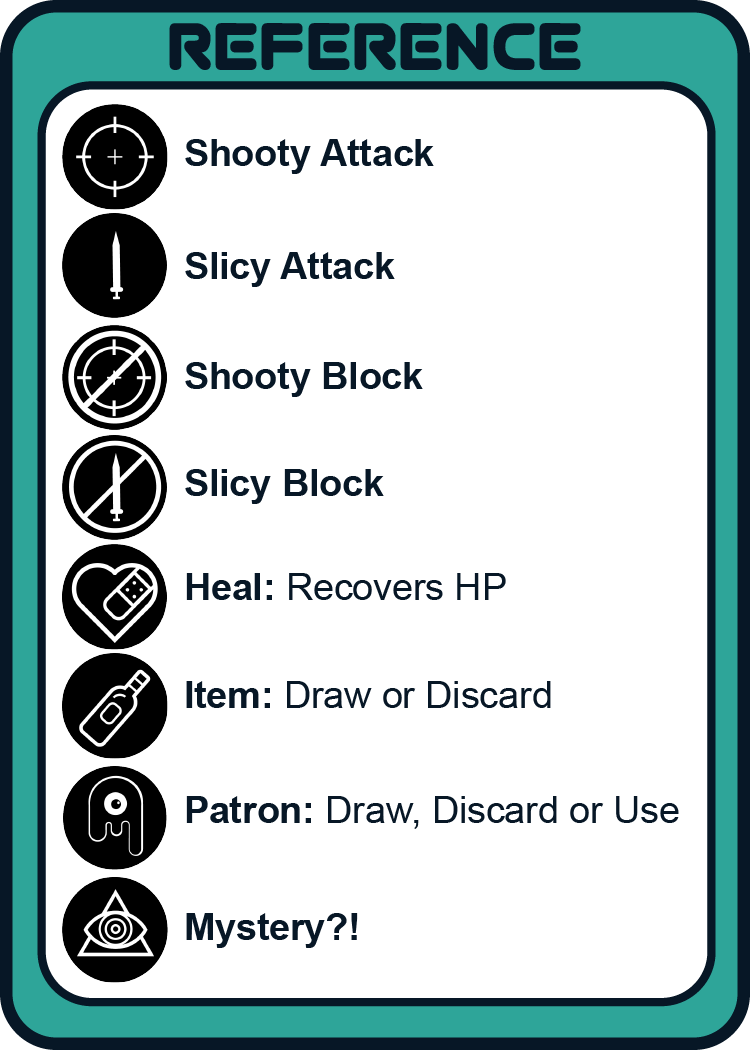 REFERENCE
Shooty Attack
Slicy Attack
Shooty Block
Slicy Block
Heal: Recovers HP
Item: Draw or Discard
Patron: Draw, Discard or Use
Mystery?!